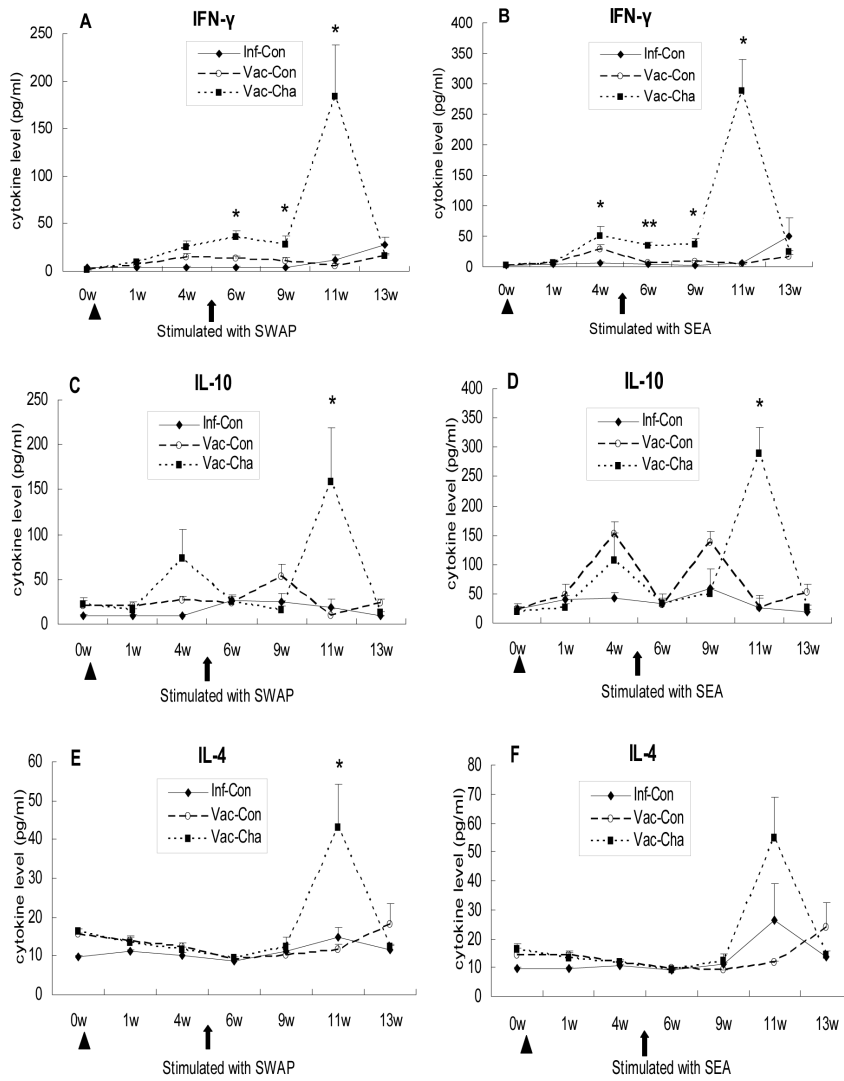 A
IFN-γ
250
200
150
100
50
0
cytokine level (pg/ml)
Inf-Con
Vac-Con
Vac-Cha
*
*
*
0w 1w 4w 6w 9w 11w 13w
Stimulated with SWAP
B
IFN-γ
400
350
300
250
200
150
100
50
0
cytokine level (pg/ml)
Inf-Con
Vac-Con
Vac-Cha
*
**
*
*
0w 1w 4w 6w 9w 11w 13w
Stimulated with SEA
C
IL-10
250
200
150
100
50
0
cytokine level (pg/ml)
Inf-Con
Vac-Con
Vac-Cha
*
0w 1w 4w 6w 9w 11w 13w
Stimulated with SWAP
D
IL-10
400
350
300
250
200
150
100
50
0
cytokine level (pg/ml)
Inf-Con
Vac-Con
Vac-Cha
*
0w 1w 4w 6w 9w 11w 13w
Stimulated with SEA
E
IL-4
60
50
40
30
20
10
0
cytokine level (pg/ml)
Inf-Con
Vac-Con
Vac-Cha
*
0w 1w 4w 6w 9w 11w 13w
Stimulated with SWAP
F
IL-4
80
70
60
50
40
30
20
10
0
cytokine level (pg/ml)
Inf-Con
Vac-Con
Vac-Cha
0w 1w 4w 6w 9w 11w 13w
Stimulated with SEA